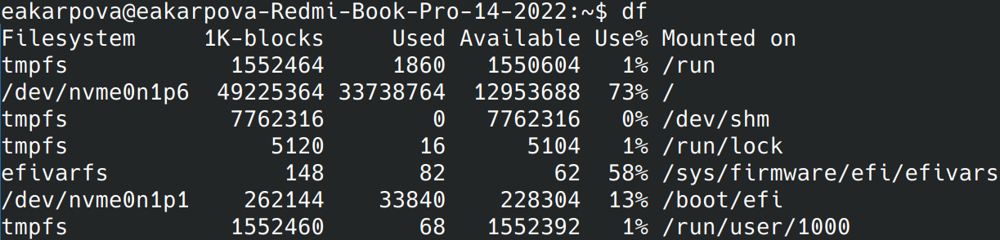 eakarpova@eakarpova-Redmi-Book-Pro-14-2022:~$ df
Filesystem     1K-blocks     Used Available Use% Mounted on
tmpfs            1552464     1860   1550604   1% /run
/dev/nvme0n1p6  49225364 33738764  12953688  73% /
tmpfs            7762316        0   7762316   0% /dev/shm
tmpfs               5120       16      5104   1% /run/lock
efivarfs             148       82        62  58% /sys/firmware/efi/efivars
/dev/nvme0n1p1    262144    33840    228304  13% /boot/efi
tmpfs            1552460       68   1552392   1% /run/user/1000